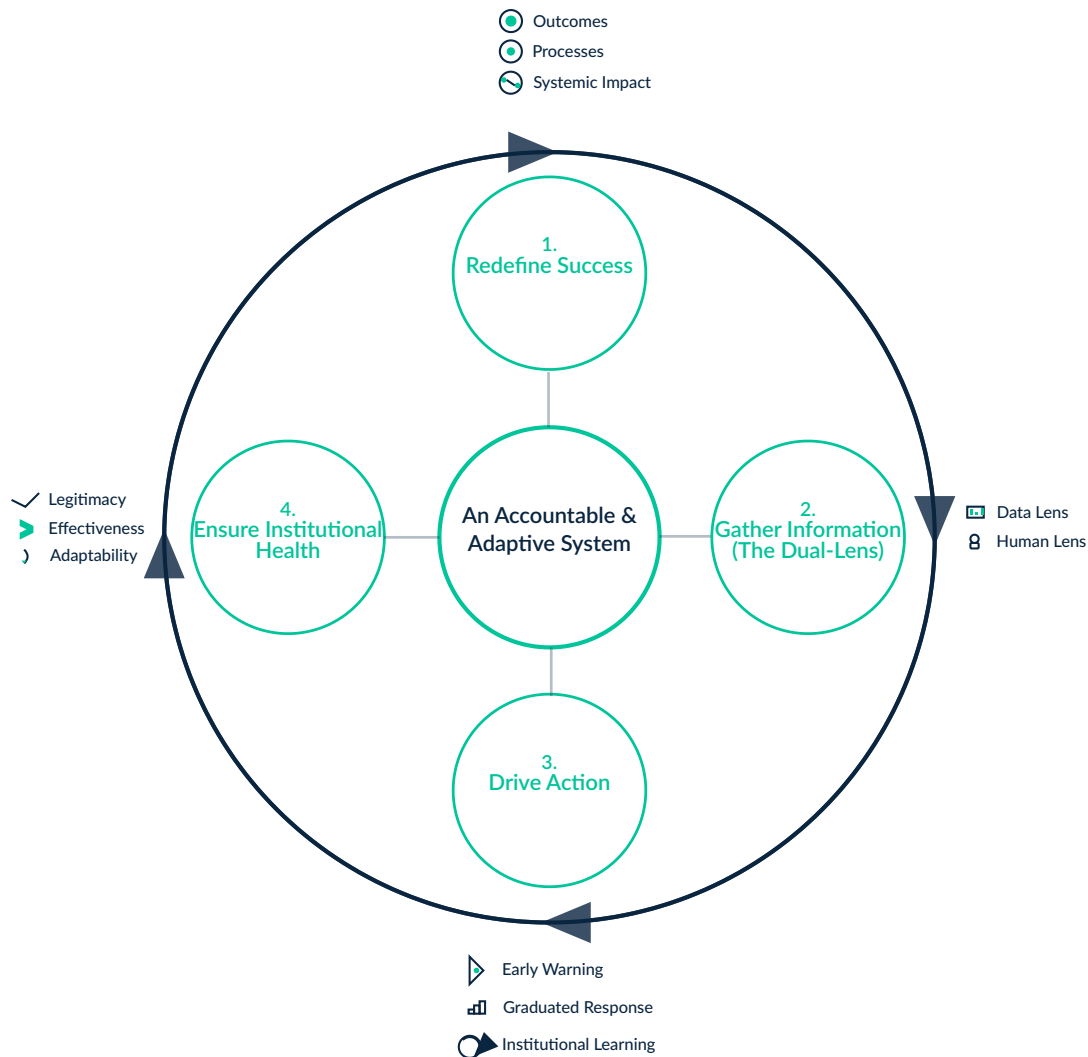 Outcomes
Processes
Systemic Impact
1.
Redefine Success
Legitimacy
Effectiveness
Adaptability
4.
Ensure Institutional
Health
An Accountable &
Adaptive System
2.
Gather Information
(The Dual-Lens)
Data Lens
Human Lens
3.
Drive Action
Early Warning
Graduated Response
Institutional Learning